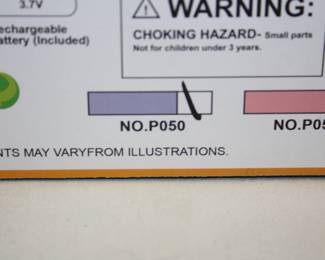 3.7V
WARNING:
echargeable
attery (Included)
CHOKING HAZARD- Small parts
Not for children under 3 years.
NO.P050
NO.P05
NTS MAY VARYFROM ILLUSTRATIONS.